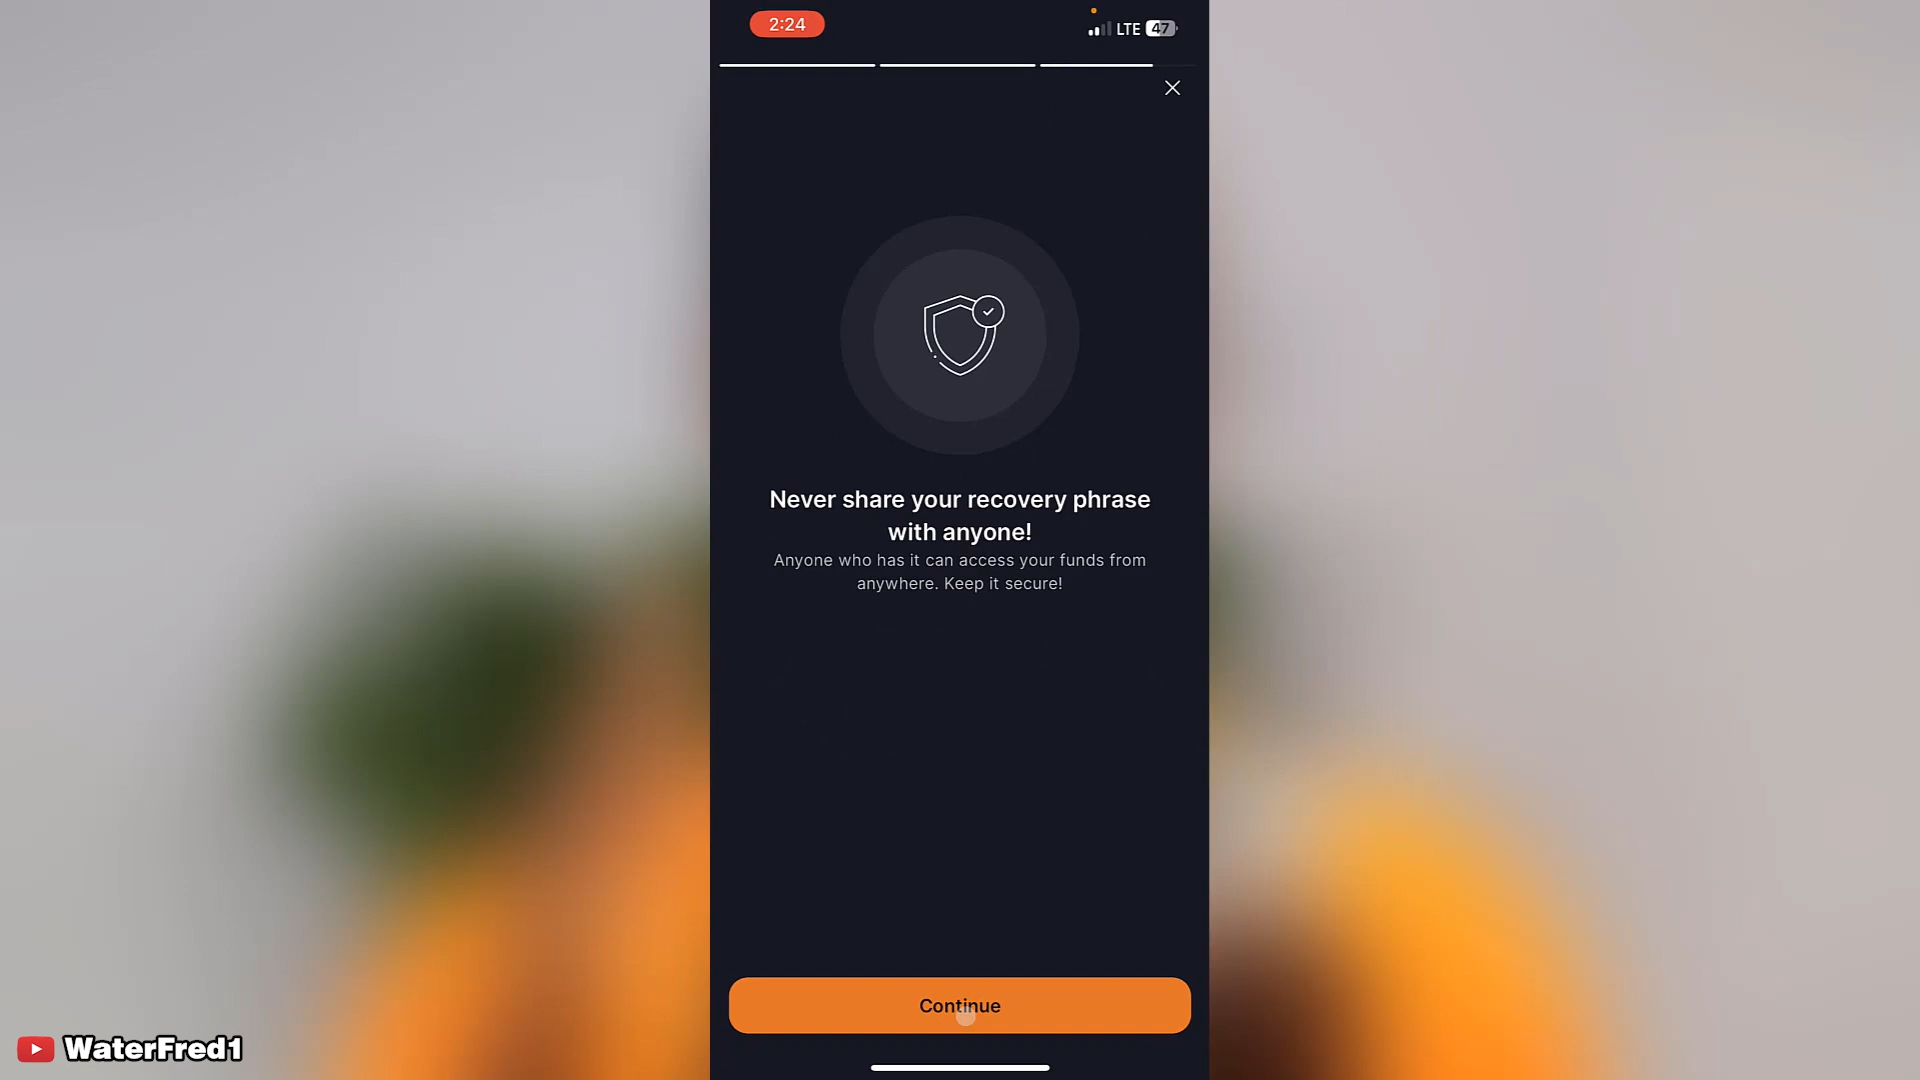 2:24
LTE 47
Never share your recovery phrase
with anyone!
Anyone who has it can access your funds from
anywhere. Keep it secure!
Continue
WaterFred1